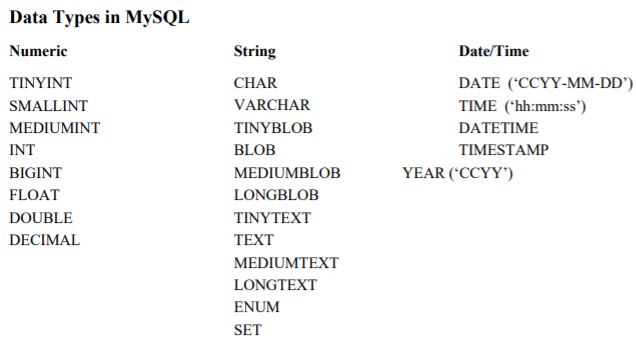 Data Types in MySQL
Numeric String Date/Time
TINYINT CHAR DATE (‘CCYY-MM-DD’)
SMALLINT VARCHAR TIME (‘hh:mm:ss’)
MEDIUMINT TINYBLOB DATETIME
INT BLOB TIMESTAMP
BIGINT MEDIUMBLOB YEAR (‘CCYY’)
FLOAT LONGBLOB
DOUBLE TINYTEXT
DECIMAL TEXT
MEDIUMTEXT
LONGTEXT
ENUM
SET